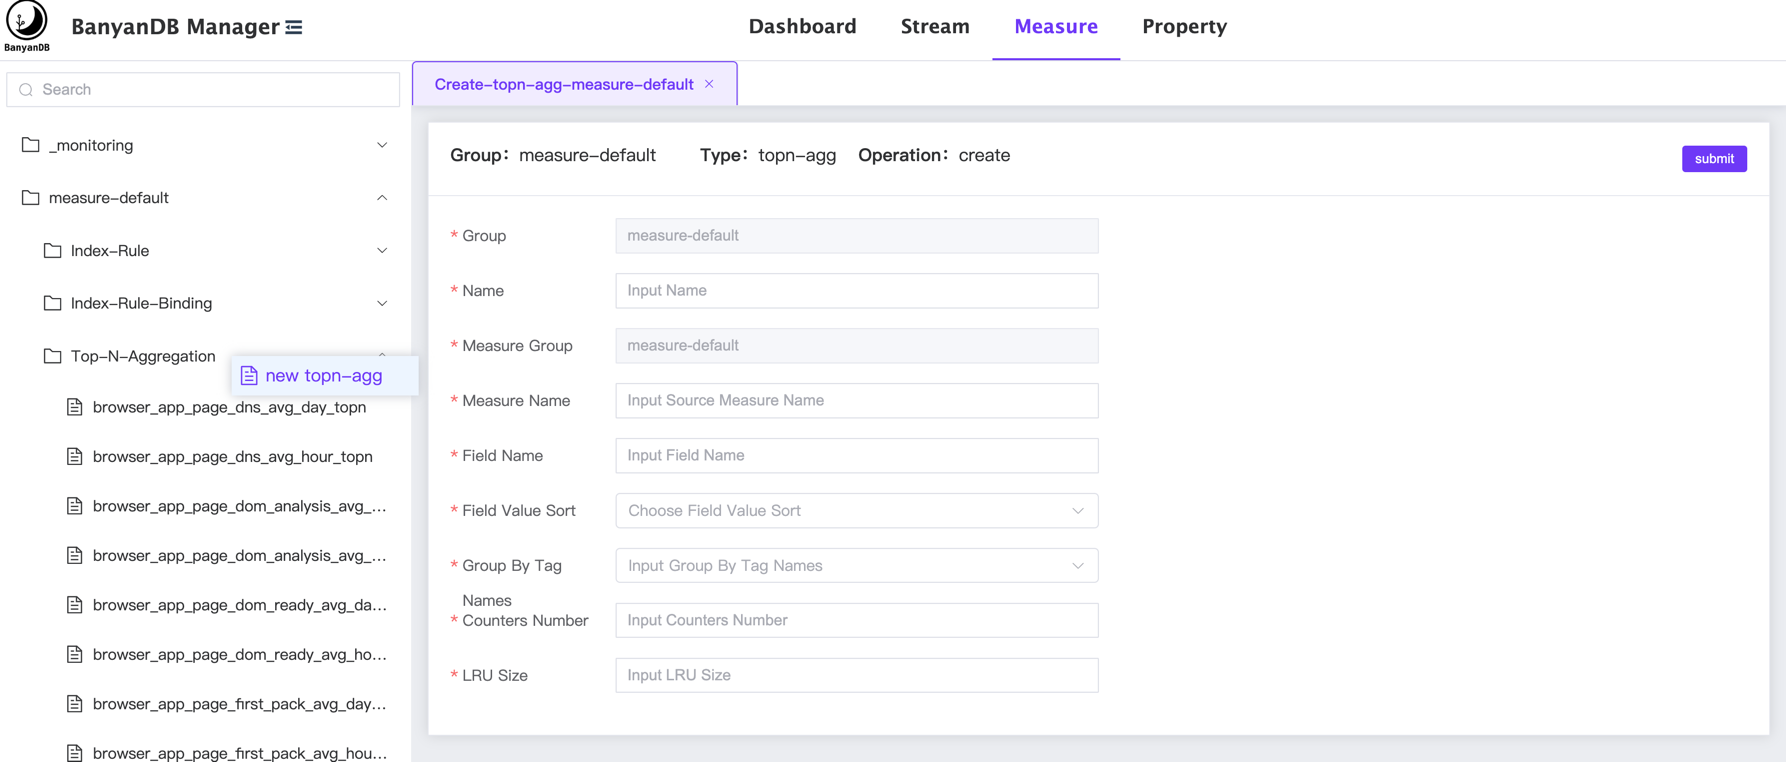 BanyanDB
BanyanDB Manager
Dashboard
Stream
Measure
Property
Search
_monitoring
measure-default
Index-Rule
Index-Rule-Binding
Top-N-Aggregation
new topn-agg
browser_app_page_dns_avg_day_topn
browser_app_page_dns_avg_hour_topn
browser_app_page_dom_analysis_avg_...
browser_app_page_dom_analysis_avg_...
browser_app_page_dom_ready_avg_da...
browser_app_page_dom_ready_avg_ho...
browser_app_page_first_pack_avg_day...
browser_app_page_first_pack_avg_hou...
Create-topn-agg-measure-default ×
Group: measure-default Type: topn-agg Operation: create
submit
* Group measure-default
* Name Input Name
* Measure Group measure-default
* Measure Name Input Source Measure Name
* Field Name Input Field Name
* Field Value Sort Choose Field Value Sort
* Group By Tag Input Group By Tag Names
Names
* Counters Number Input Counters Number
* LRU Size Input LRU Size